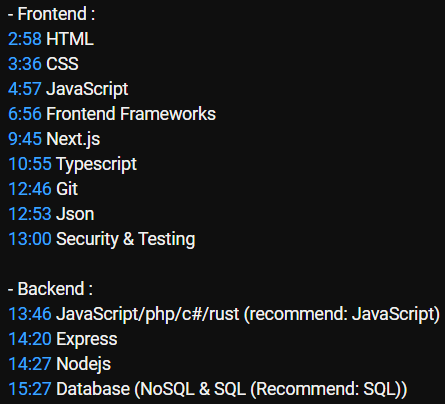 - Frontend :
2:58 HTML
3:36 CSS
4:57 JavaScript
6:56 Frontend Frameworks
9:45 Next.js
10:55 Typescript
12:46 Git
12:53 Json
13:00 Security & Testing

- Backend :
13:46 JavaScript/php/c#/rust (recommend: JavaScript)
14:20 Express
14:27 Nodejs
15:27 Database (NoSQL & SQL (Recommend: SQL))